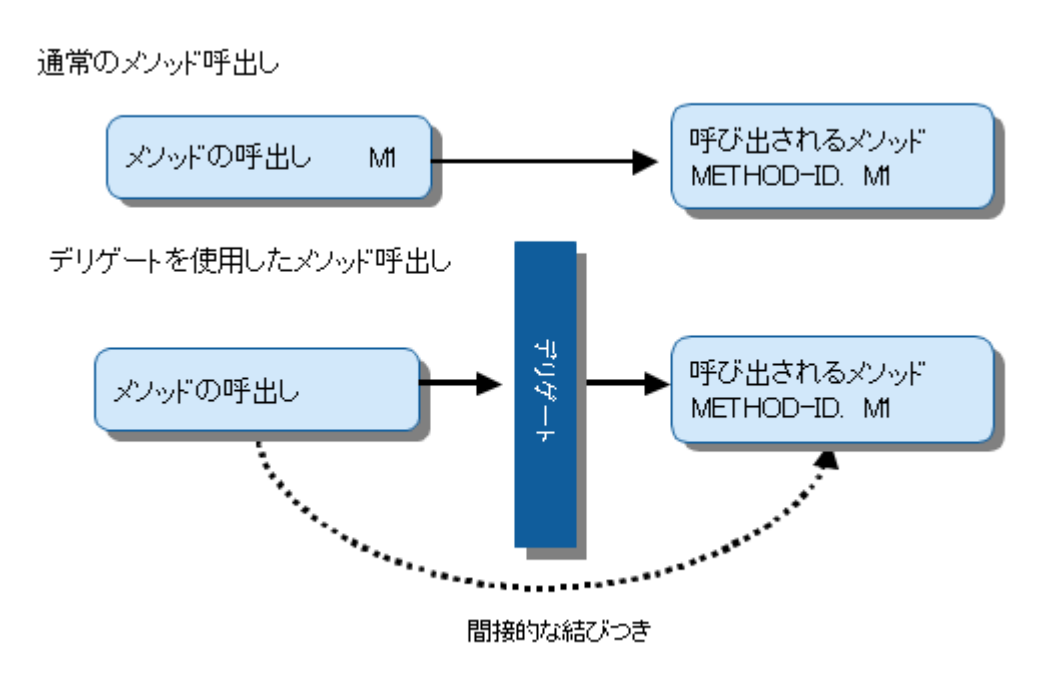 通常のメソッド呼出し
メソッドの呼出し　　M1
呼び出されるメソッド
METHOD-ID. M1
デリゲートを使用したメソッド呼出し
メソッドの呼出し
デリゲート
呼び出されるメソッド
METHOD-ID. M1
間接的な結びつき